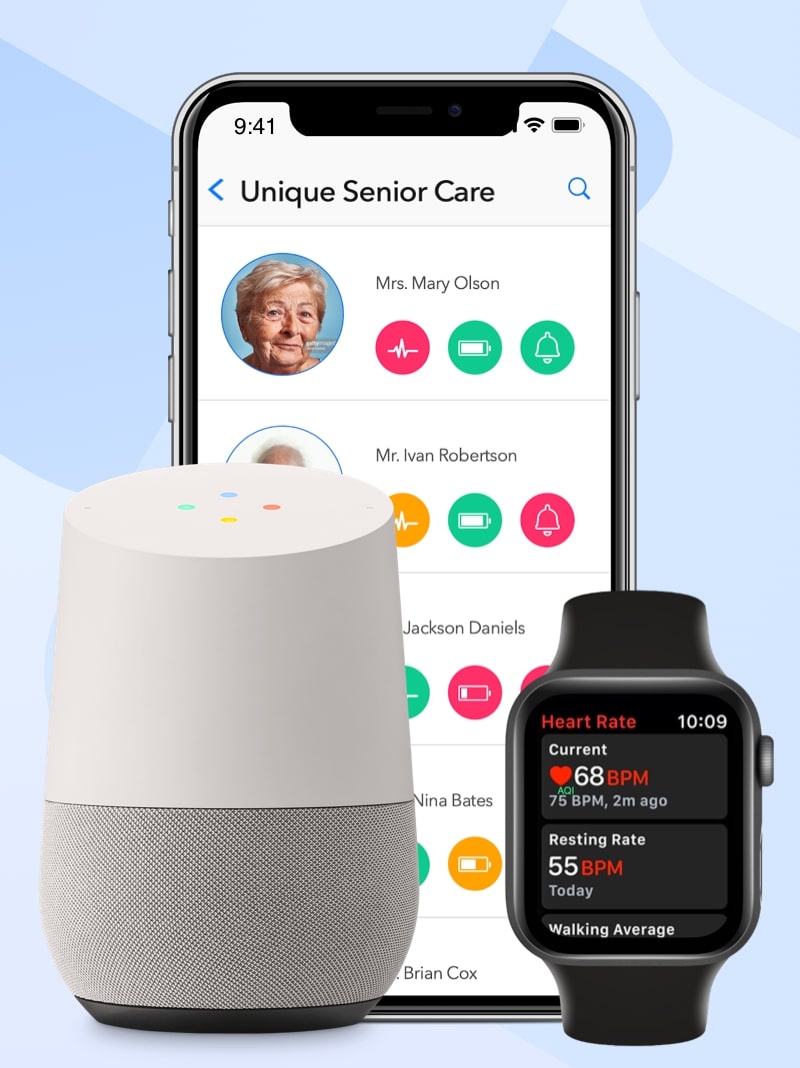 9:41
Unique Senior Care
Mrs. Mary Olson
Mr. Ivan Robertson
Jackson Daniels
Nina Bates
Brian Cox
Heart Rate 10:09
Current
68 BPM
AQI
75 BPM, 2m ago
Resting Rate
55 BPM
Today
Walking Average